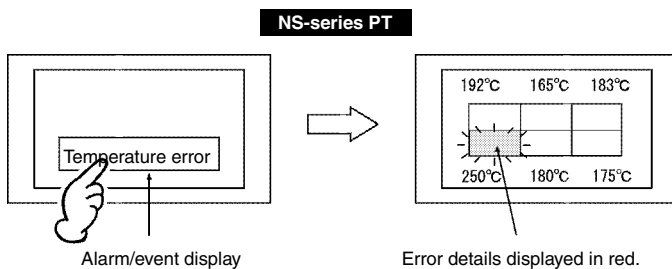 NS-series PT
192°C 165°C 183°C
Temperature error
250°C 180°C 175°C
Alarm/event display
Error details displayed in red.